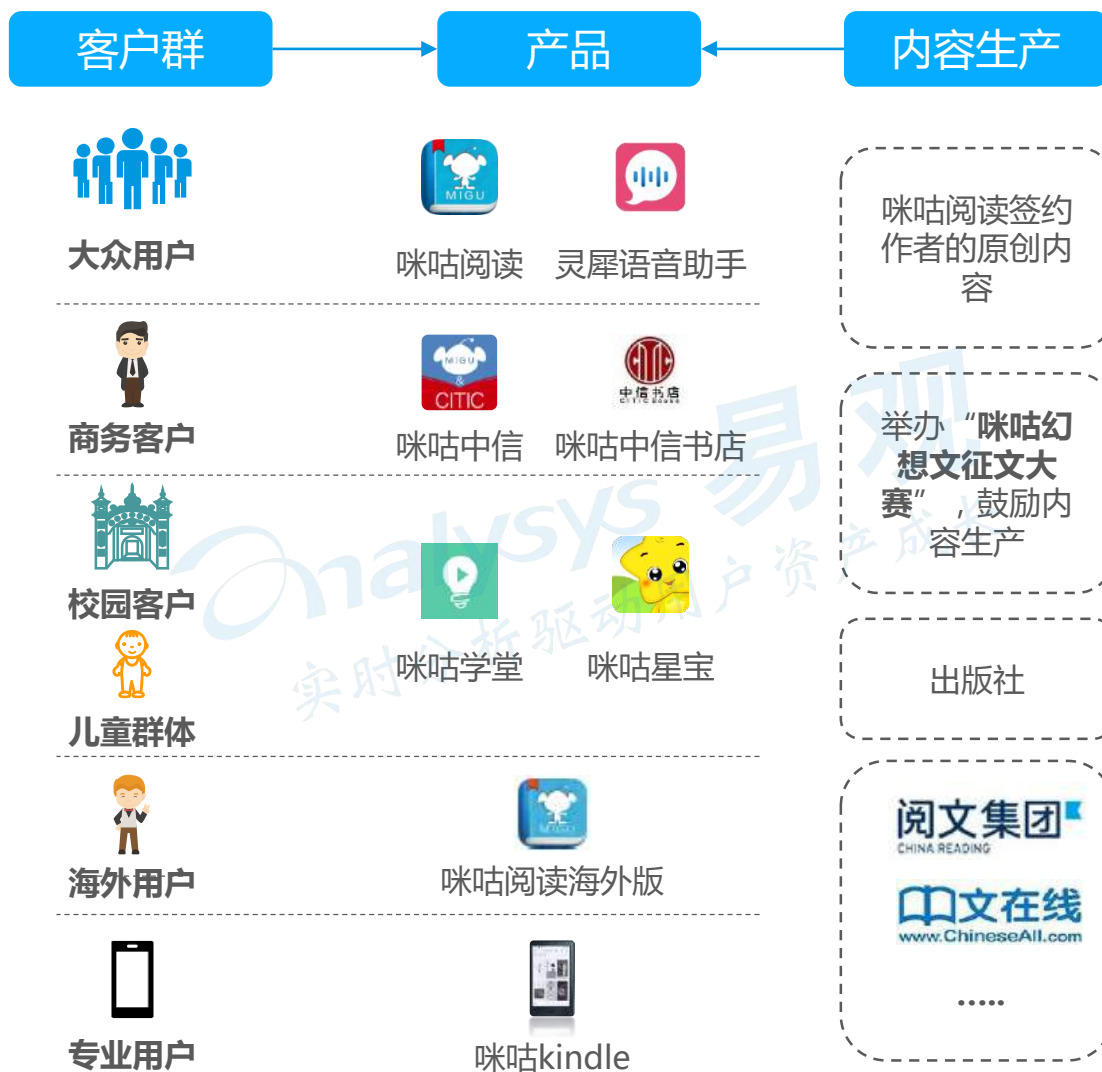 客户群
产品
内容生产
大众用户
MIGU
咪咕阅读
灵犀语音助手
咪咕阅读签约
作者的原创内
容
商务客户
MIGU
&
CITIC
咪咕中信
中信书店
咪咕中信书店
举办“咪咕幻
想文征文大
赛”,鼓励内
容生产
校园客户
儿童群体
咪咕学堂
咪咕星宝
出版社
海外用户
MIGU
咪咕阅读海外版
阅文集团
CHINA READING
中文在线
www.ChineseAll.com
.....
专业用户
咪咕kindle
analysys 易观
实时分析驱动用户资产成长